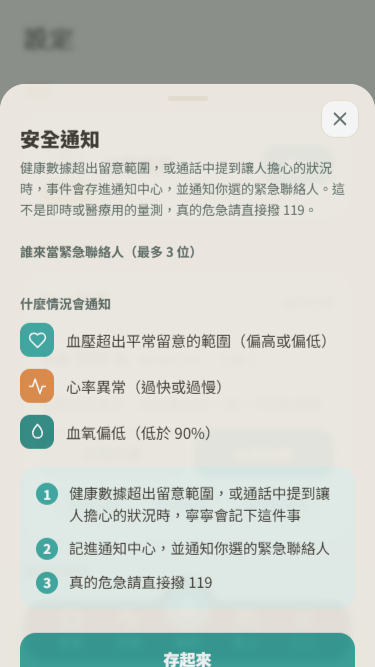 設定
安全通知
健康數據超出留意範圍，或通話中提到讓人擔心的狀況
時，事件會存進通知中心，並通知你選的緊急聯絡人。這
不是即時或醫療用的量測，真的危急請直接撥 119。
誰來當緊急聯絡人（最多 3 位）
什麼情況會通知
血壓超出平常留意的範圍（偏高或偏低）
心率異常（過快或過慢）
血氧偏低（低於 90%）
1 健康數據超出留意範圍，或通話中提到讓
人擔心的狀況時，寧寧會記下這件事
2 記進通知中心，並通知你選的緊急聯絡人
3 真的危急請直接撥 119
存起來